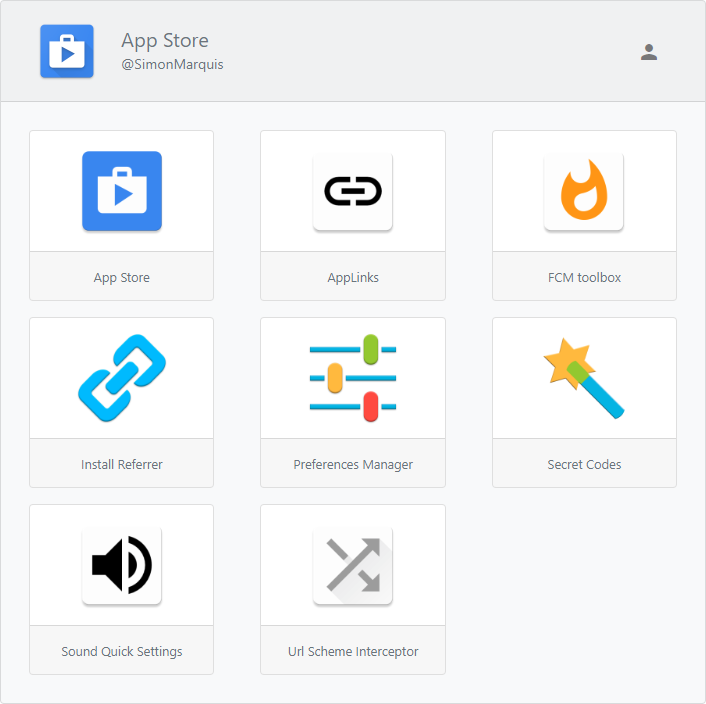 App Store
@SimonMarquis
App Store
AppLinks
FCM toolbox
Install Referrer
Preferences Manager
Secret Codes
Sound Quick Settings
Url Scheme Interceptor